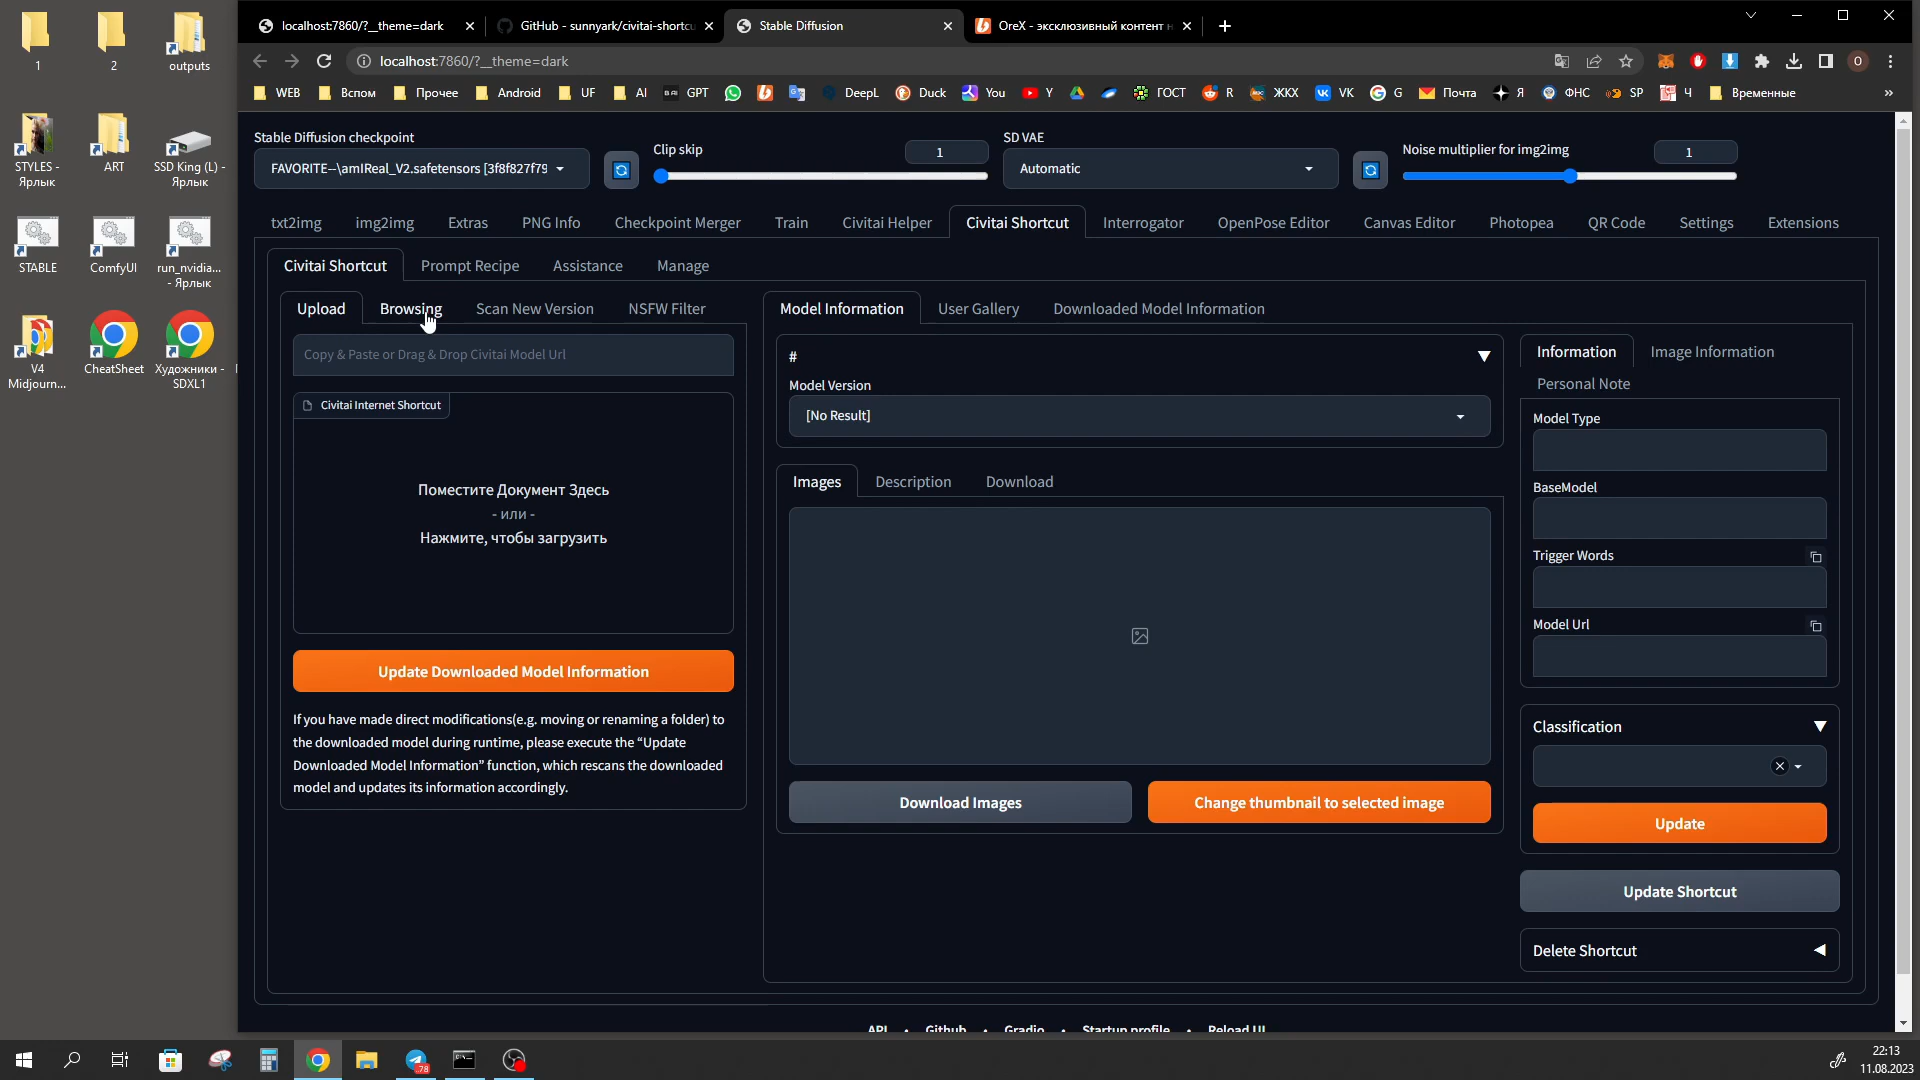 1
2
outputs
STYLES - Ярлык
ART
SSD King (L) - Ярлык
STABLE
ComfyUI
run_nvidia... - Ярлык
V4 Midjourn...
CheatSheet
Художники - SDXL1
localhost:7860/?__theme=dark
GitHub - sunnyark/civitai-shortcu
Stable Diffusion
OreX - эксклюзивный контент н
localhost:7860/?__theme=dark
WEB
Вспом
Прочее
Android
UF
AI
GPT
DeepL
Duck
You
Y
ГОСТ
R
ЖКХ
VK
G
Почта
Я
ФНС
SP
Ч
Временные
»
Stable Diffusion checkpoint
FAVORITE--\amIReal_V2.safetensors [3f8f827f79
Clip skip
1
SD VAE
Automatic
Noise multiplier for img2img
1
txt2img
img2img
Extras
PNG Info
Checkpoint Merger
Train
Civitai Helper
Civitai Shortcut
Interrogator
OpenPose Editor
Canvas Editor
Photopea
QR Code
Settings
Extensions
Civitai Shortcut
Prompt Recipe
Assistance
Manage
Upload
Browsing
Scan New Version
NSFW Filter
Copy & Paste or Drag & Drop Civitai Model Url
Civitai Internet Shortcut
Поместите Документ Здесь
- или -
Нажмите, чтобы загрузить
Update Downloaded Model Information
If you have made direct modifications(e.g. moving or renaming a folder) to
the downloaded model during runtime, please execute the “Update
Downloaded Model Information” function, which rescans the downloaded
model and updates its information accordingly.
Model Information
User Gallery
Downloaded Model Information
#
Model Version
[No Result]
Images
Description
Download
Download Images
Change thumbnail to selected image
Information
Image Information
Personal Note
Model Type
BaseModel
Trigger Words
Model Url
Classification
Update
Update Shortcut
Delete Shortcut
API • Github • Gradio • Startup profile • Reload UI
78
22:13
11.08.2023